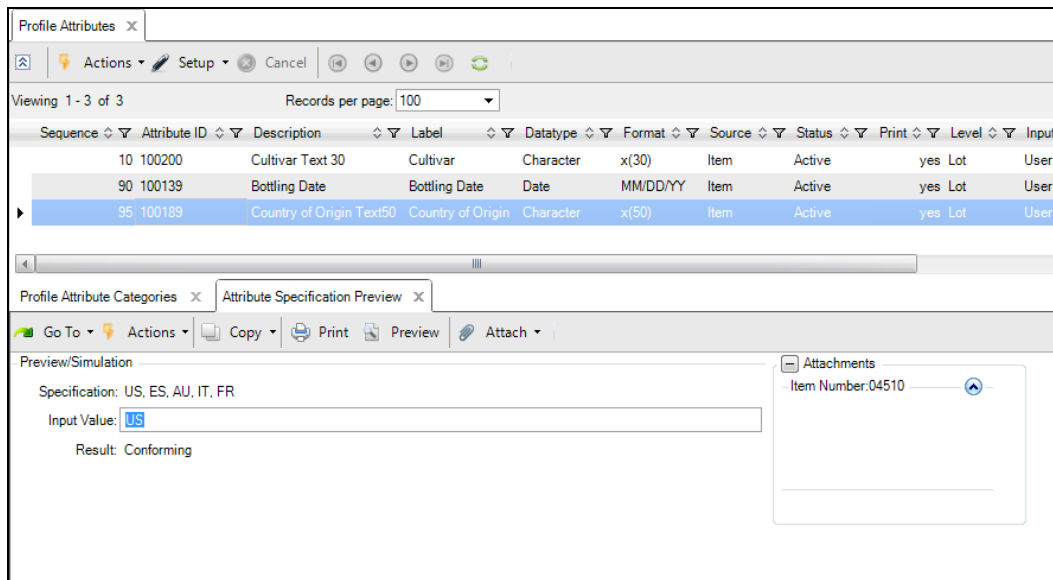 Profile Attributes
Actions Setup Cancel
Viewing 1 - 3 of 3 Records per page: 100
Sequence Attribute ID Description Label Datatype Format Source Status Print Level Input
10 100200 Cultivar Text 30 Cultivar Character x(30) Item Active yes Lot User
90 100139 Bottling Date Bottling Date Date MM/DD/YY Item Active yes Lot User
95 100189 Country of Origin Text50 Country of Origin Character x(50) Item Active yes Lot User
Profile Attribute Categories Attribute Specification Preview
Go To Actions Copy Print Preview Attach
Preview/Simulation Attachments
Specification: US, ES, AU, IT, FR Item Number:04510
Input Value: US
Result: Conforming